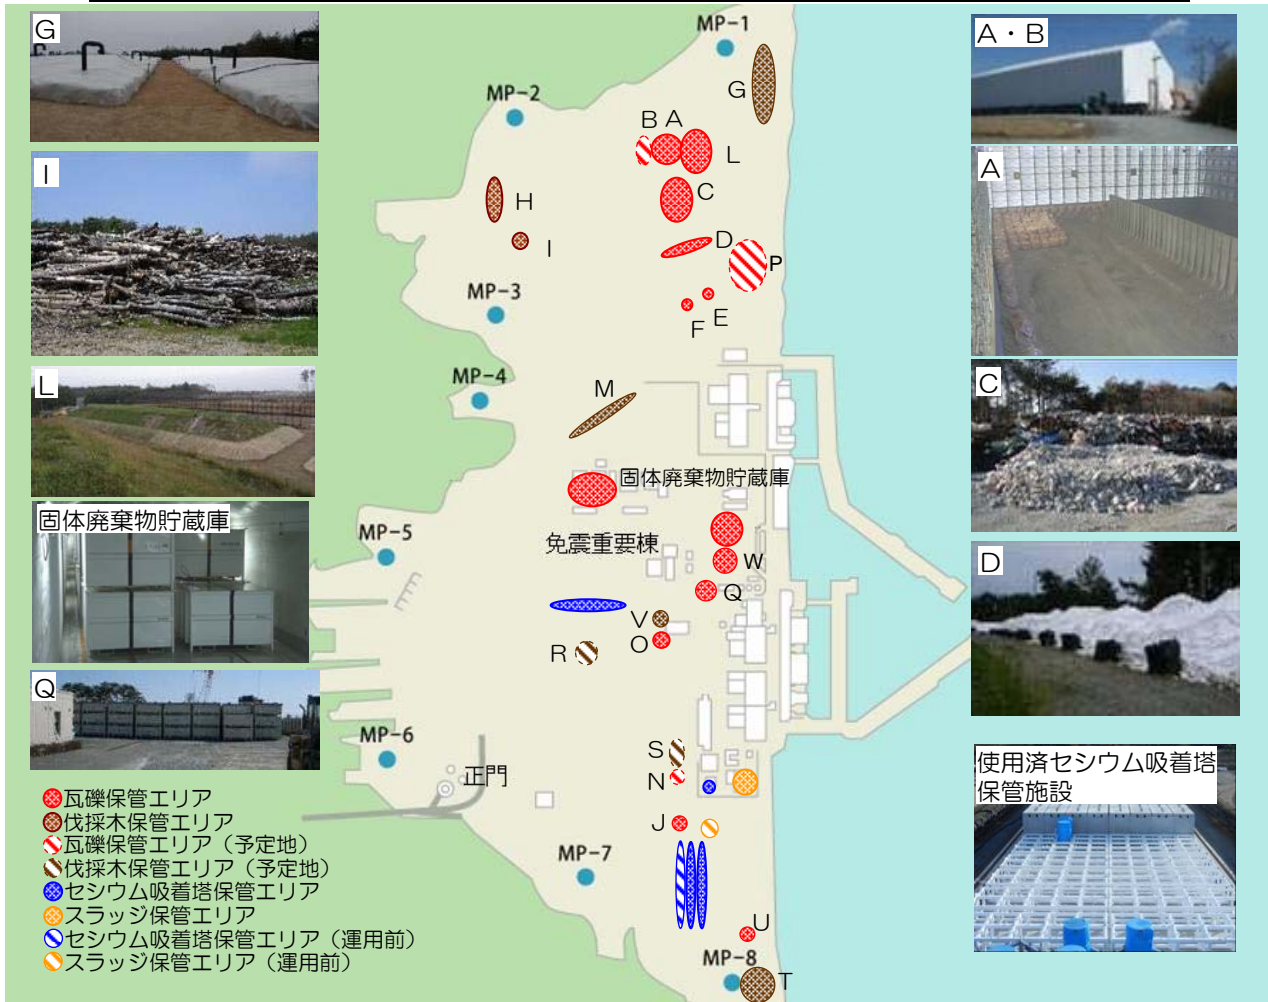 G
I
L
固体廃棄物貯蔵庫
Q
MP-1
G
MP-2
B A
L
C
H
I
D
P
MP-3
E
F
MP-4
M
固体廃棄物貯蔵庫
MP-5
免震重要棟
W
Q
V
O
R
MP-6
正門
S
N
J
MP-7
U
MP-8
T
A・B
A
C
D
使用済セシウム吸着塔
保管施設
瓦礫保管エリア
伐採木保管エリア
瓦礫保管エリア(予定地)
伐採木保管エリア(予定地)
セシウム吸着塔保管エリア
スラッジ保管エリア
セシウム吸着塔保管エリア(運用前)
スラッジ保管エリア(運用前)